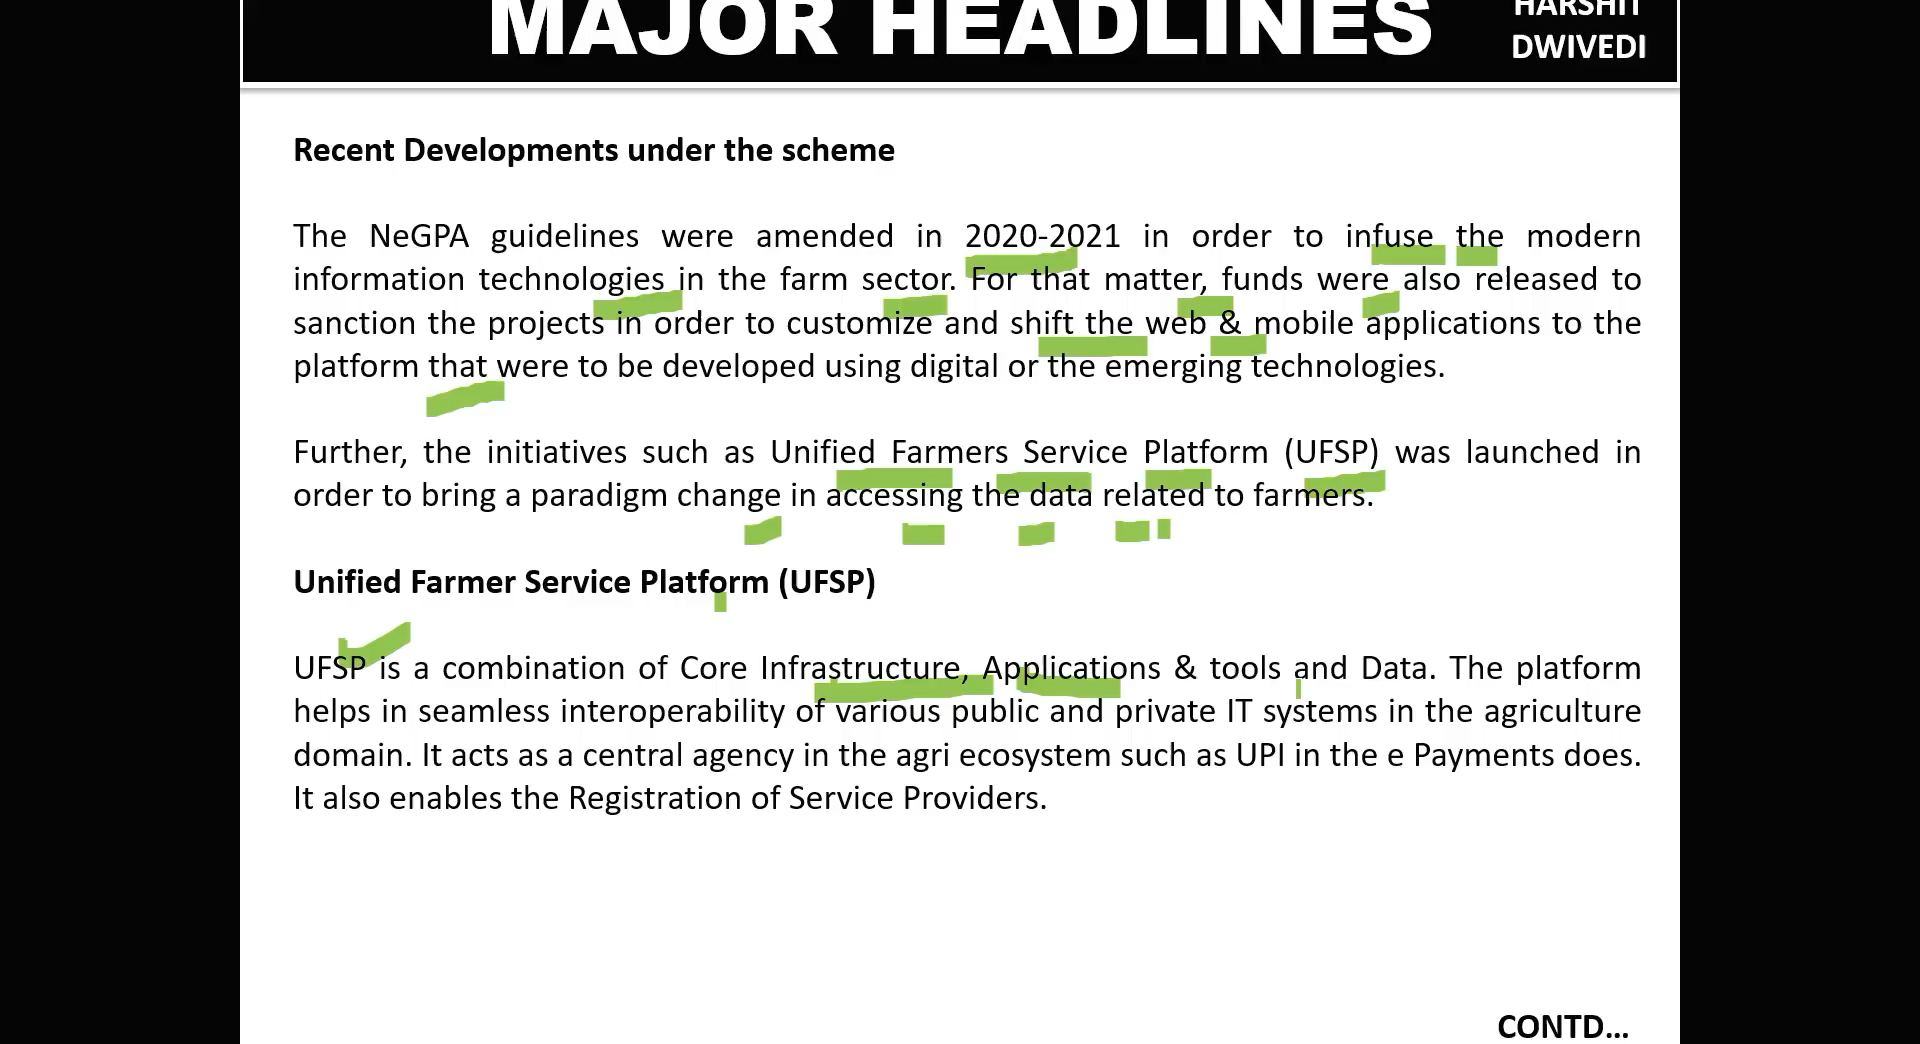 MAJOR HEADLINES
HARSHIT
DWIVEDI
Recent Developments under the scheme
The NeGPA guidelines were amended in 2020-2021 in order to infuse the modern
information technologies in the farm sector. For that matter, funds were also released to
sanction the projects in order to customize and shift the web & mobile applications to the
platform that were to be developed using digital or the emerging technologies.
Further, the initiatives such as Unified Farmers Service Platform (UFSP) was launched in
order to bring a paradigm change in accessing the data related to farmers.
Unified Farmer Service Platform (UFSP)
UFSP is a combination of Core Infrastructure, Applications & tools and Data. The platform
helps in seamless interoperability of various public and private IT systems in the agriculture
domain. It acts as a central agency in the agri ecosystem such as UPI in the e Payments does.
It also enables the Registration of Service Providers.
CONTD...